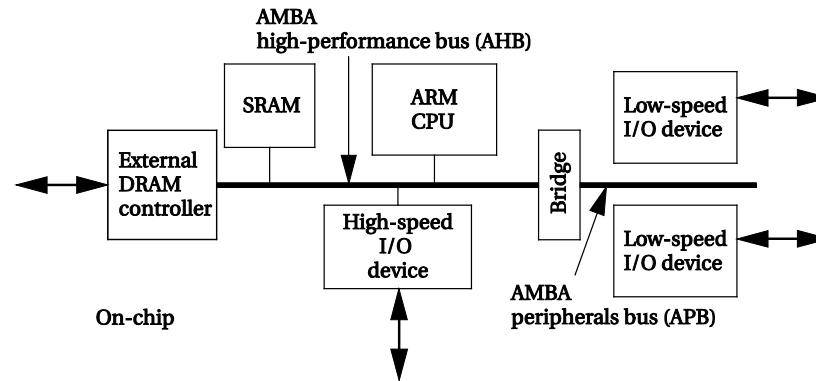 AMBA
high-performance bus (AHB)
SRAM
ARM
CPU
Low-speed
I/O device
External
DRAM
controller
Bridge
High-speed
I/O
device
Low-speed
I/O device
AMBA
peripherals bus (APB)
On-chip